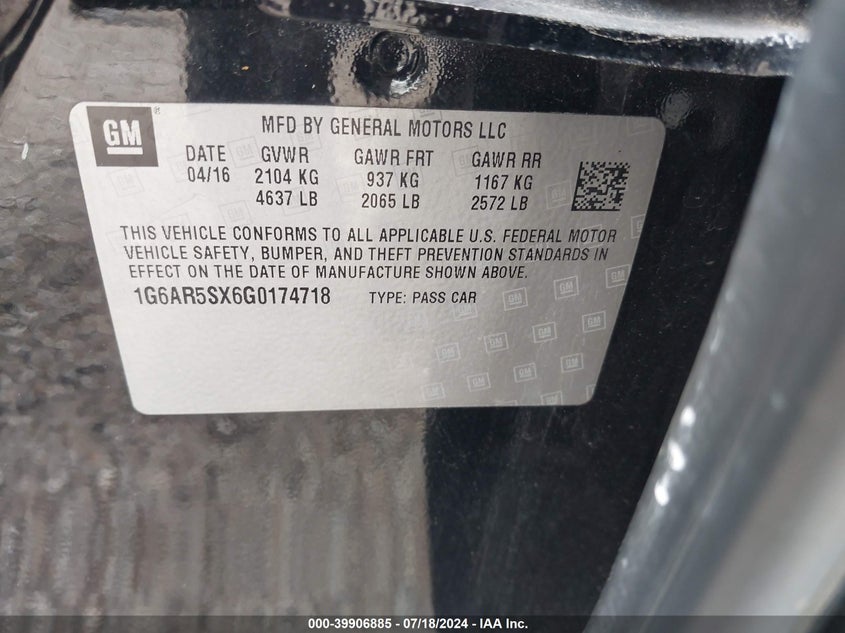 GM ®
MFD BY GENERAL MOTORS LLC
DATE GVWR GAWR FRT GAWR RR
04/16 2104 KG 937 KG 1167 KG
4637 LB 2065 LB 2572 LB
THIS VEHICLE CONFORMS TO ALL APPLICABLE U.S. FEDERAL MOTOR
VEHICLE SAFETY, BUMPER, AND THEFT PREVENTION STANDARDS IN
EFFECT ON THE DATE OF MANUFACTURE SHOWN ABOVE.
1G6AR5SX6G0174718 TYPE: PASS CAR
000-39906885 - 07/18/2024 - IAA Inc.